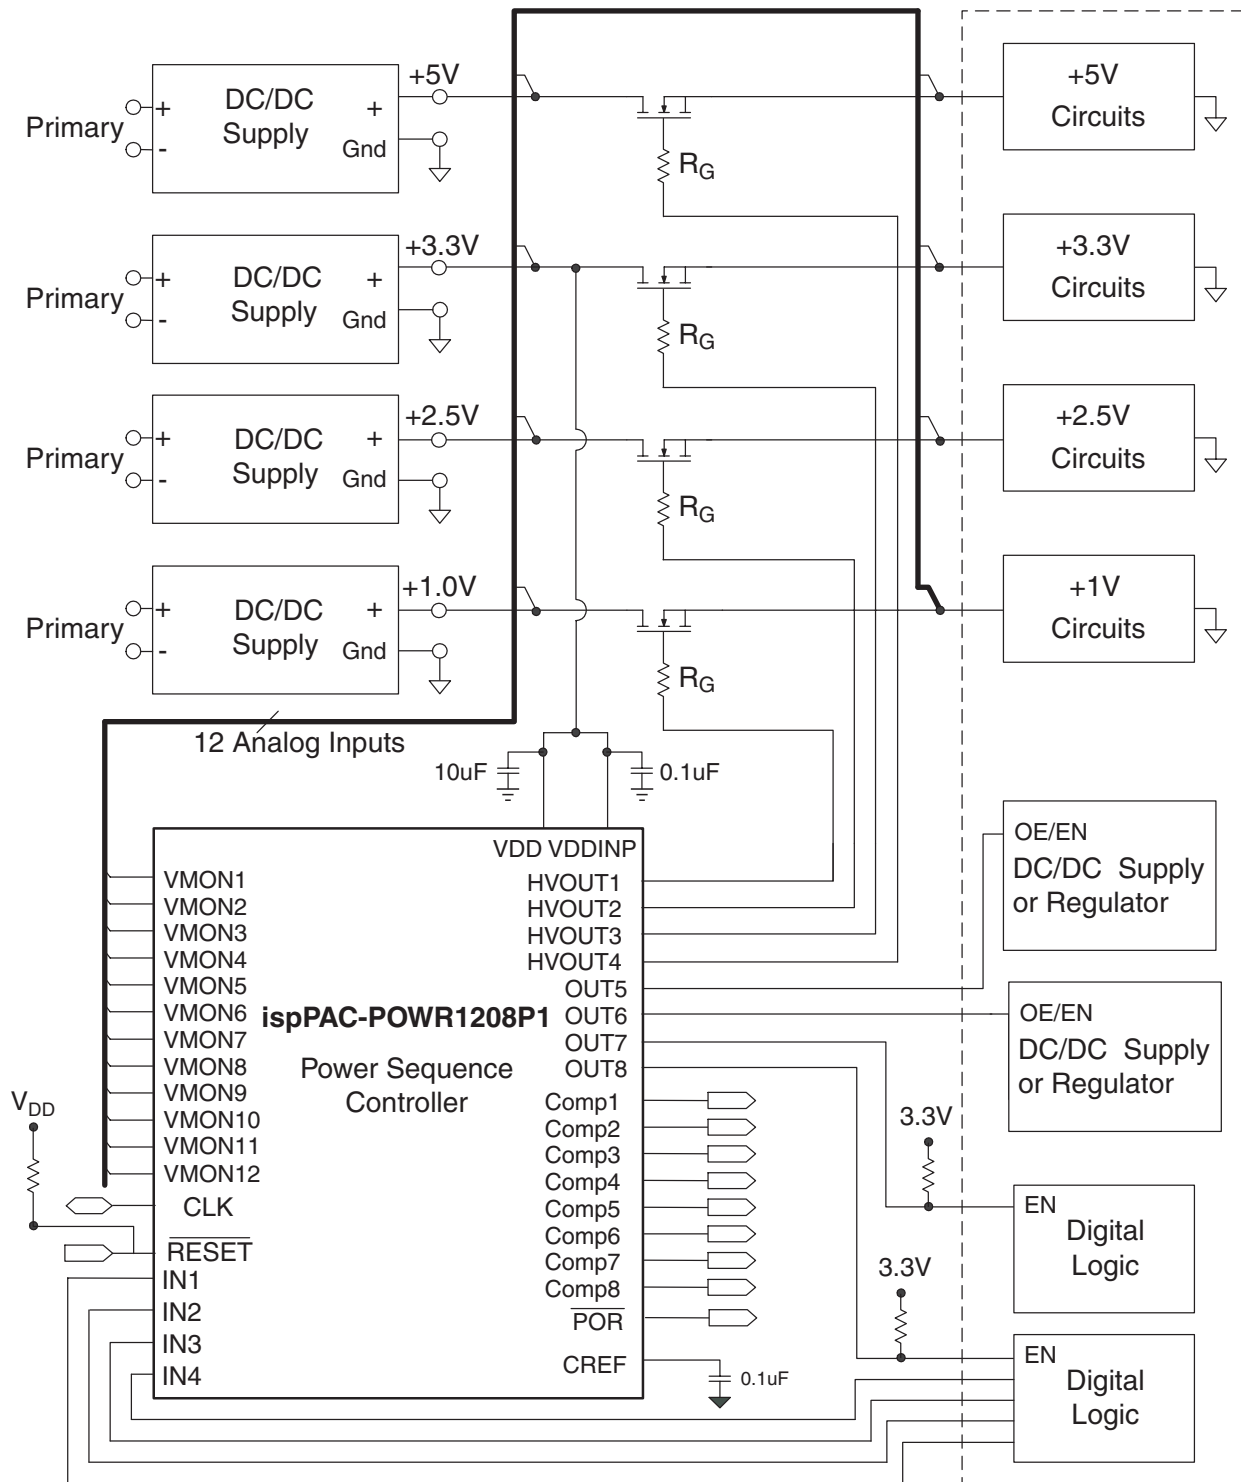 Primary
+
-
DC/DC
Supply
+
Gnd
+5V
R_G
+5V
Circuits
Primary
+
-
DC/DC
Supply
+
Gnd
+3.3V
R_G
+3.3V
Circuits
Primary
+
-
DC/DC
Supply
+
Gnd
+2.5V
R_G
+2.5V
Circuits
Primary
+
-
DC/DC
Supply
+
Gnd
+1.0V
R_G
+1V
Circuits
12 Analog Inputs
10uF
0.1uF
VDD VDDINP
VMON1
VMON2
VMON3
VMON4
VMON5
VMON6
VMON7
VMON8
VMON9
VMON10
VMON11
VMON12
CLK
RESET
IN1
IN2
IN3
IN4
V_DD
ispPAC-POWR1208P1
Power Sequence
Controller
HVOUT1
HVOUT2
HVOUT3
HVOUT4
OUT5
OUT6
OUT7
OUT8
Comp1
Comp2
Comp3
Comp4
Comp5
Comp6
Comp7
Comp8
POR
CREF
0.1uF
OE/EN
DC/DC Supply
or Regulator
OE/EN
DC/DC Supply
or Regulator
3.3V
EN
Digital
Logic
3.3V
EN
Digital
Logic